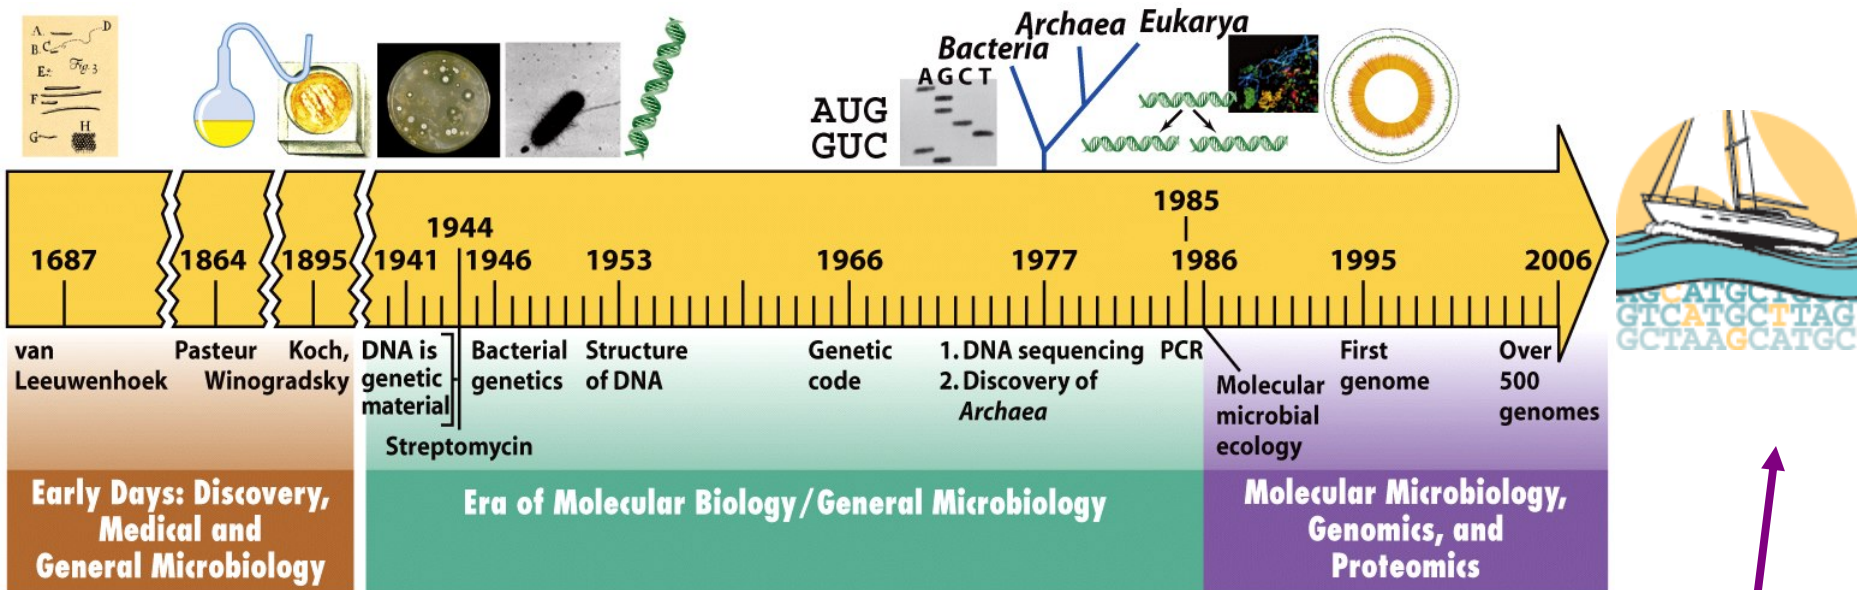 A.
D
B.
C.
E:
Fig. 3
F
G
H
AUG
GUC
A G C T
Bacteria
Archaea
Eukarya
1687
1864
1895
1941
1944
1946
1953
1966
1977
1985
1986
1995
2006
van
Leeuwenhoek
Pasteur
Koch,
Winogradsky
DNA is
genetic
material
Streptomycin
Bacterial
genetics
Structure
of DNA
Genetic
code
1. DNA sequencing
2. Discovery of
Archaea
PCR
Molecular
microbial
ecology
First
genome
Over
500
genomes
Early Days: Discovery,
Medical and
General Microbiology
Era of Molecular Biology/General Microbiology
Molecular Microbiology,
Genomics, and
Proteomics
GTCATGCTTAG
GCTAAGCATGC